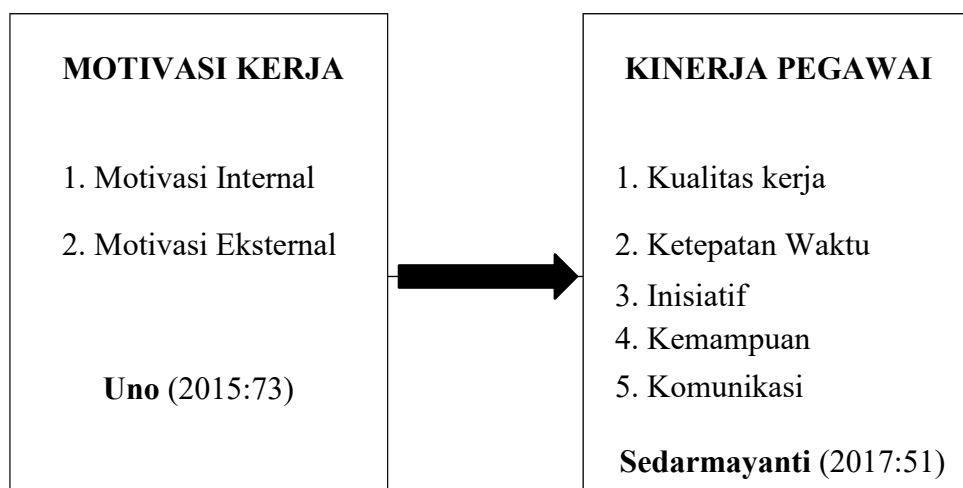 MOTIVASI KERJA
1. Motivasi Internal
2. Motivasi Eksternal
Uno (2015:73)
KINERJA PEGAWAI
1. Kualitas kerja
2. Ketepatan Waktu
3. Inisiatif
4. Kemampuan
5. Komunikasi
Sedarmayanti (2017:51)